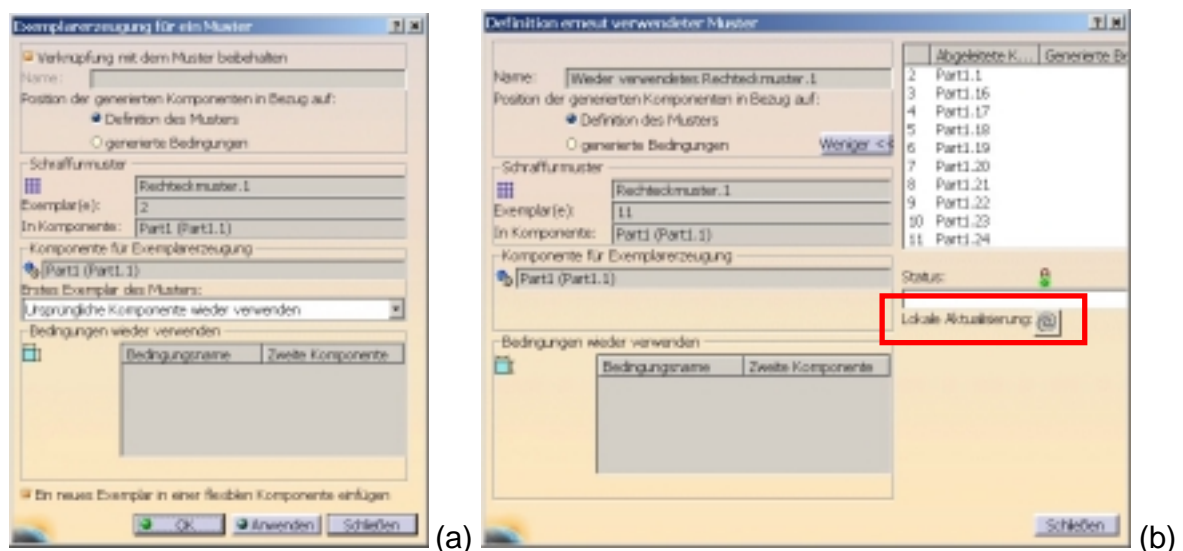 Exemplarerzeugung für ein Muster
Verknüpfung mit dem Muster beibehalten
Name:
Position der generierten Komponenten in Bezug auf:
Definition des Musters
generierte Bedingungen
Schraffurmuster
Rechteckmuster.1
Exemplar(e): 2
In Komponente: Part1 (Part1.1)
Komponente für Exemplarerzeugung
Part1 (Part1.1)
Erstes Exemplar des Musters:
Ursprüngliche Komponente wieder verwenden
Bedingungen wieder verwenden
Bedingungsname Zweite Komponente
Ein neues Exemplar in einer flexiblen Komponente einfügen
OK Anwenden Schließen
(a)
Definition erneut verwendeter Muster
Name: Wieder verwendetes Rechteckmuster.1
Position der generierten Komponenten in Bezug auf:
Definition des Musters
generierte Bedingungen
Weniger <<
Schraffurmuster
Rechteckmuster.1
Exemplar(e): 11
In Komponente: Part1 (Part1.1)
Komponente für Exemplarerzeugung
Part1 (Part1.1)
Bedingungen wieder verwenden
Bedingungsname Zweite Komponente
Abgeleitete K... Generierte Be
2 Part1.1
3 Part1.16
4 Part1.17
5 Part1.18
6 Part1.19
7 Part1.20
8 Part1.21
9 Part1.22
10 Part1.23
11 Part1.24
Status:
Lokale Aktualisierung:
Schließen
(b)